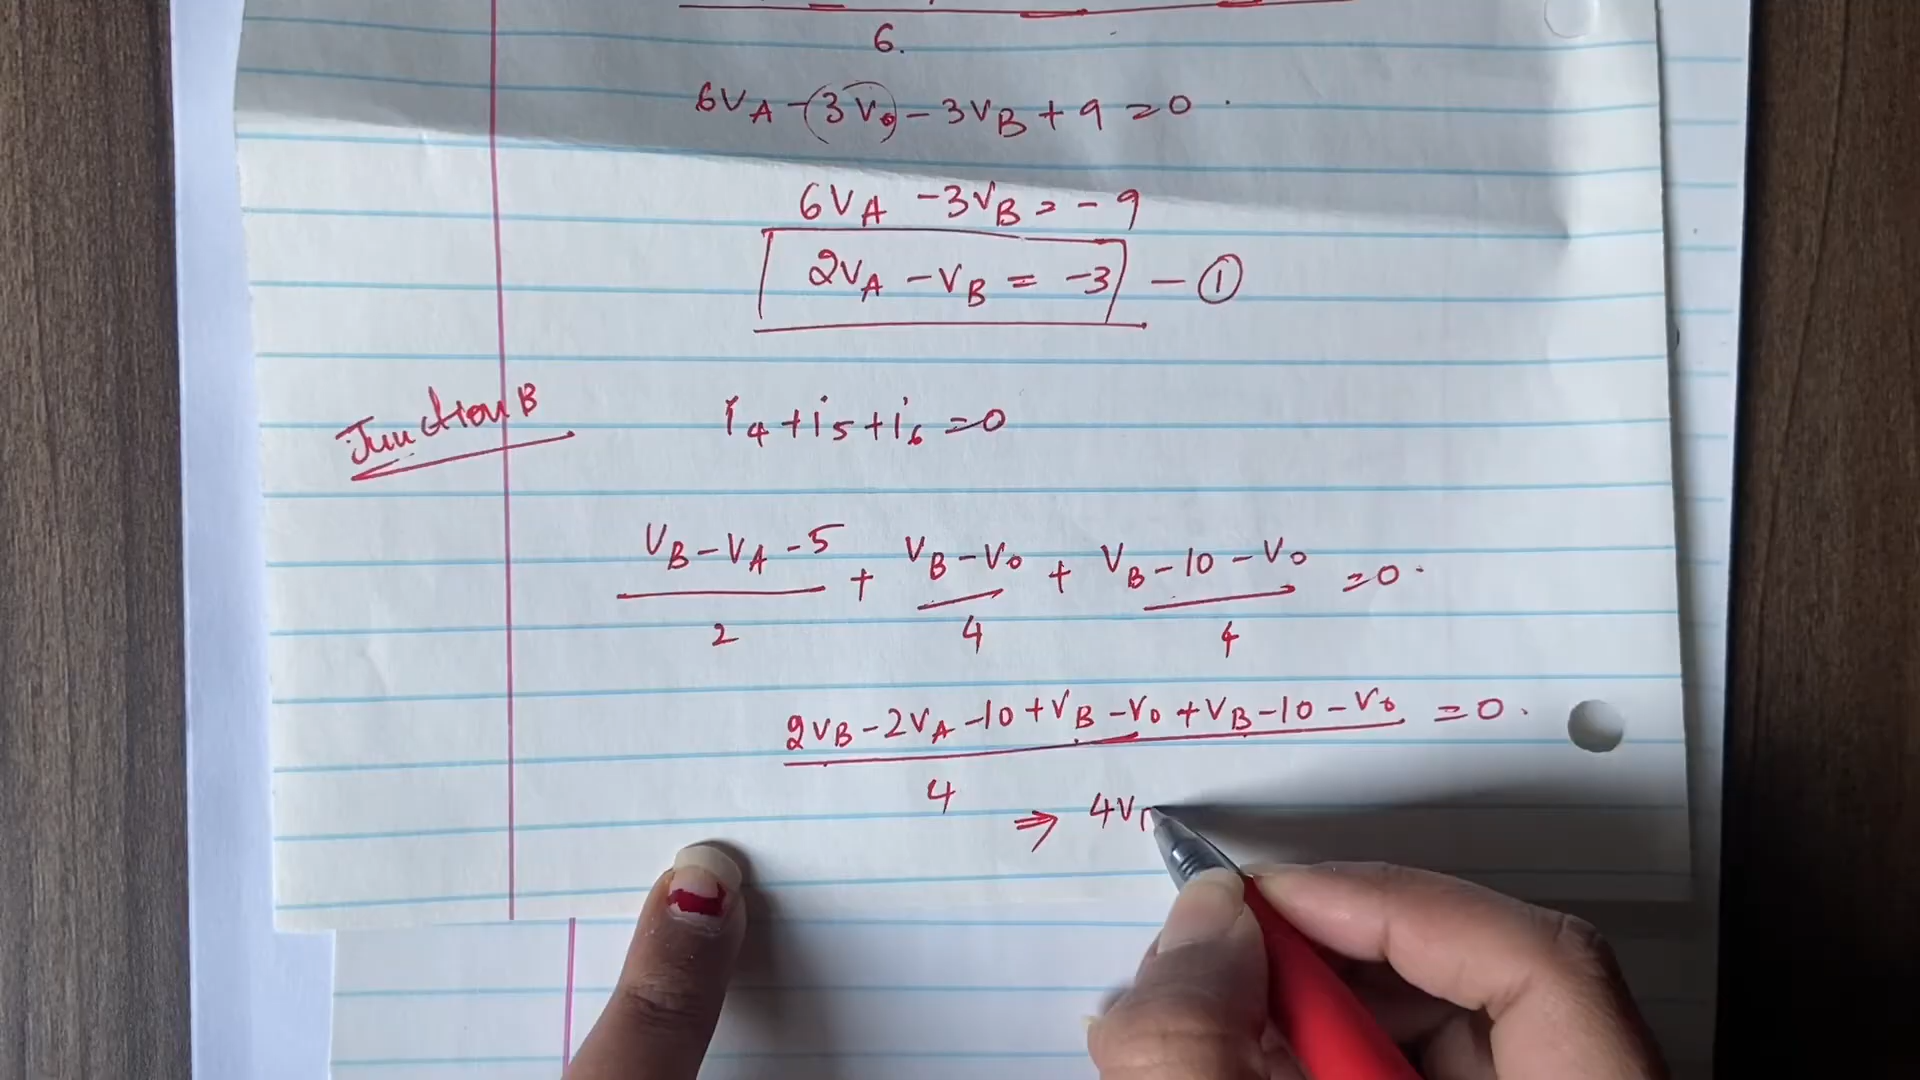 6.
6VA - 3V₀ - 3VB + 9 = 0.
6VA - 3VB = - 9
2VA - VB = -3 - ①
Junction B
i4 + i5 + i6 = 0
VB - VA - 5 + VB - V₀ + VB - 10 - V₀ = 0.
2 4 4
2VB - 2VA - 10 + VB - V₀ + VB - 10 - V₀ = 0.
4
⇒ 4V